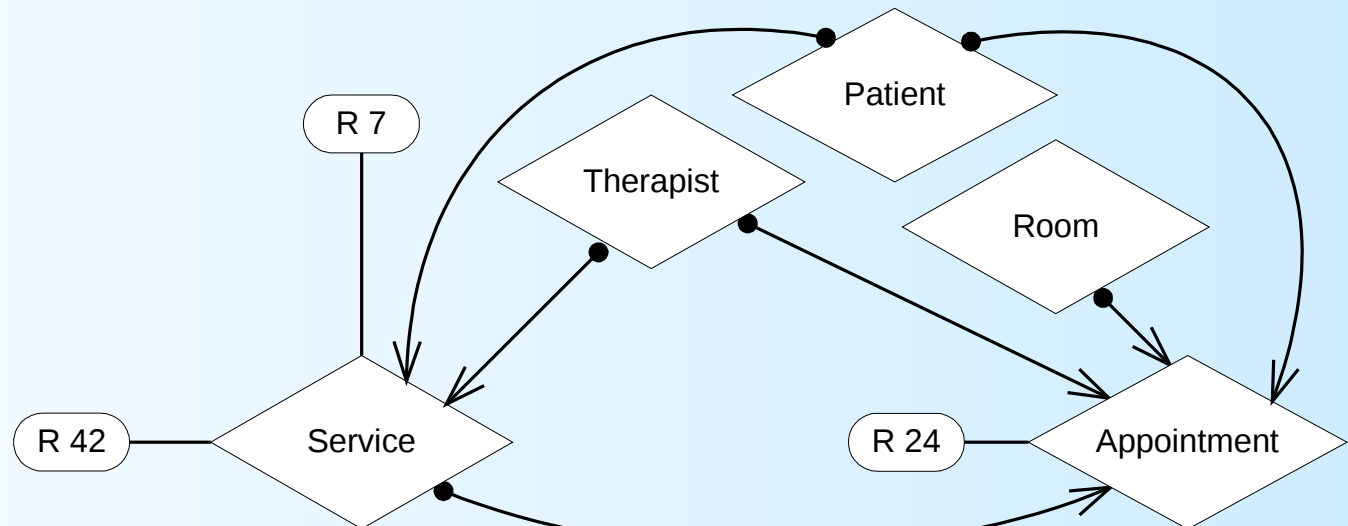 Patient
R 7
Therapist
Room
R 42
Service
R 24
Appointment